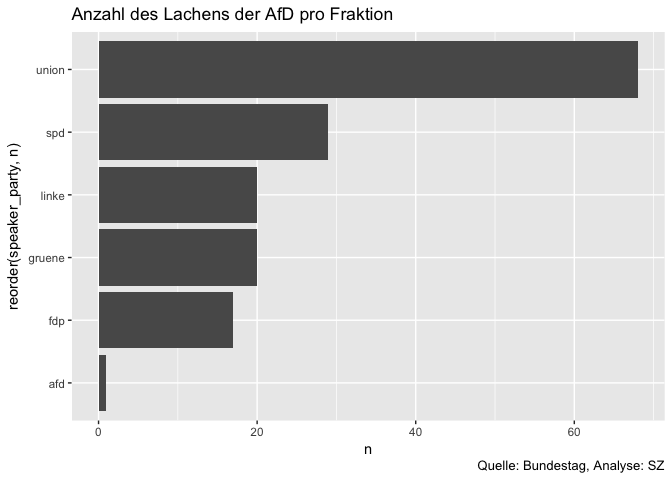 Anzahl des Lachens der AfD pro Fraktion
reorder(speaker_party, n)
union
spd
linke
gruene
fdp
afd
0 20 40 60
n
Quelle: Bundestag, Analyse: SZ